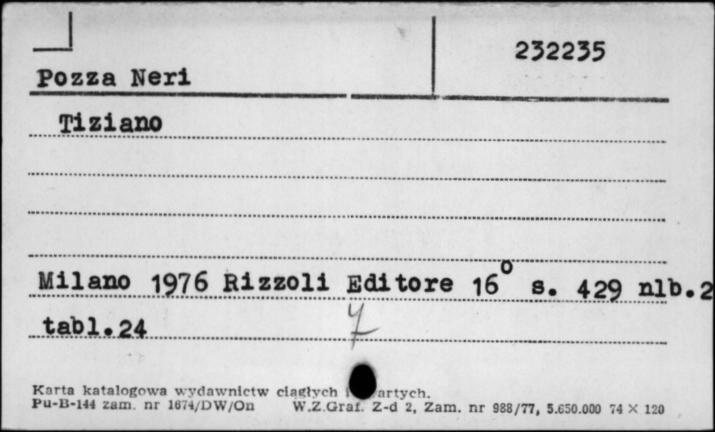 232235
Pozza Neri
Tiziano
Milano 1976 Rizzoli Editore 16° s. 429 nlb.2
tabl.24
Karta katalogowa wydawnictw ciągłych i artych.
Pu-B-144 zam. nr 1674/DW/On W.Z.Graf. Z-d 2, Zam. nr 988/77, 5.650.000 74 × 120